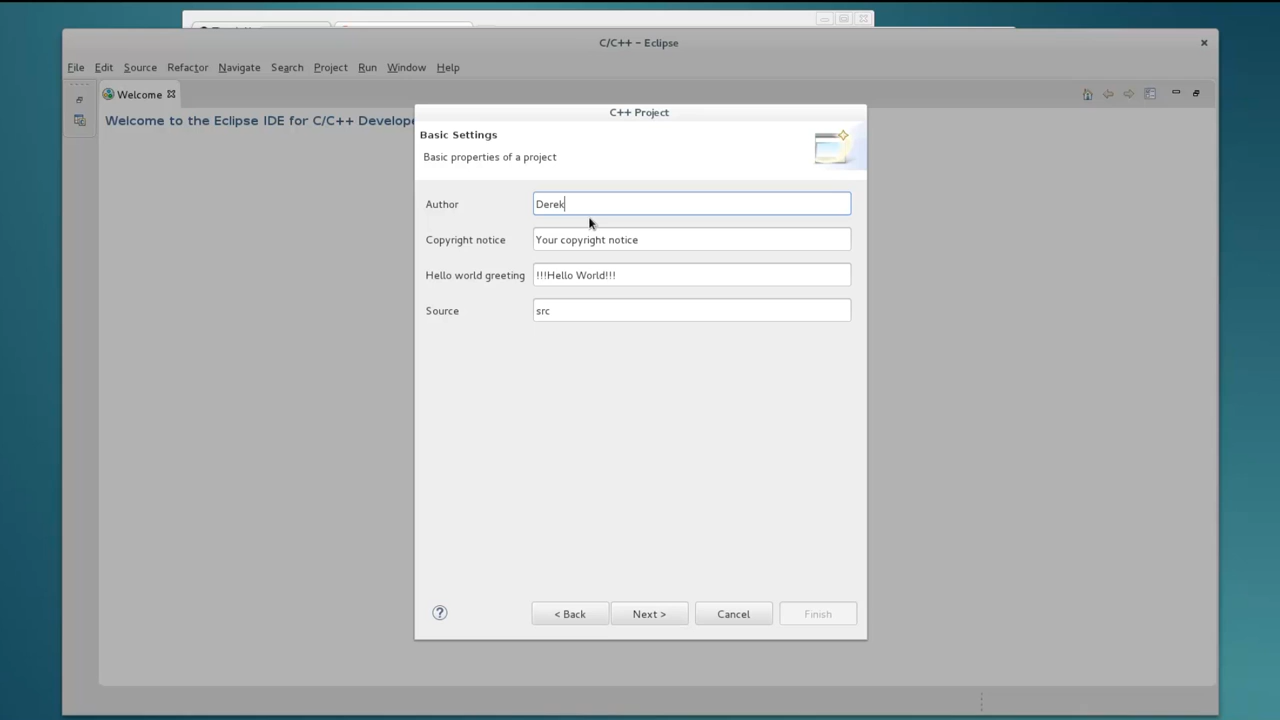 C/C++ – Eclipse
File Edit Source Refactor Navigate Search Project Run Window Help
Welcome
Welcome to the Eclipse IDE for C/C++ Develope
C++ Project
Basic Settings
Basic properties of a project
Author Derek
Copyright notice Your copyright notice
Hello world greeting !!!Hello World!!!
Source src
? < Back Next > Cancel Finish